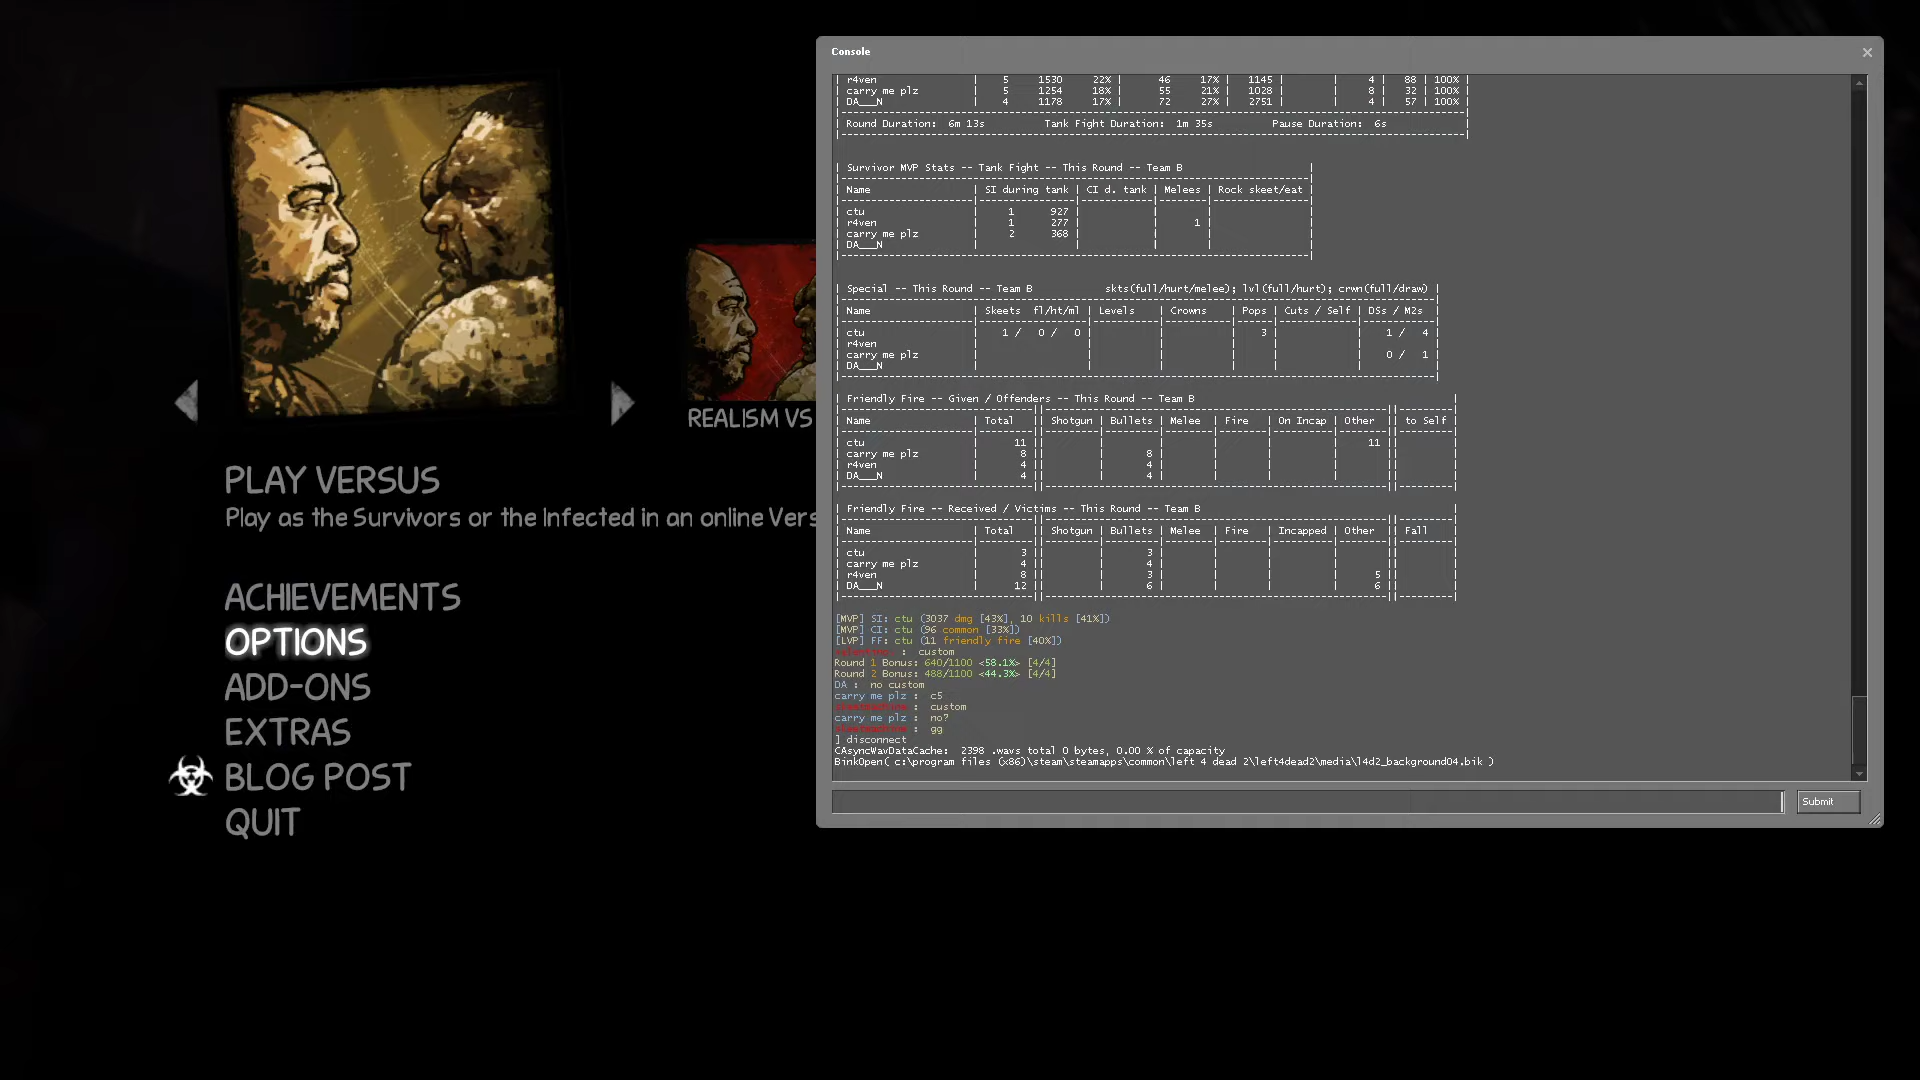 Console
| r4ven | 5 1530 22% | 46 17% | 1145 | | 4 | 88 | 100% |
| carry me plz | 5 1254 18% | 55 21% | 1028 | | 8 | 32 | 100% |
| DA___N | 4 1178 17% | 72 27% | 2751 | | 4 | 57 | 100% |
| Round Duration: 6m 13s Tank Fight Duration: 1m 35s Pause Duration: 6s |
| Survivor MVP Stats -- Tank Fight -- This Round -- Team B |
| Name | SI during tank | CI d. tank | Melees | Rock skeet/eat |
| ctu | 1 927 | | | |
| r4ven | 1 277 | | 1 | |
| carry me plz | 2 368 | | | |
| DA___N | | | | |
| Special -- This Round -- Team B skts(full/hurt/melee); lvl(full/hurt); crwn(full/draw) |
| Name | Skeets fl/ht/ml | Levels | Crowns | Pops | Cuts / Self | DSs / M2s |
| ctu | 1 / 0 / 0 | | | 3 | | 1 / 4 |
| r4ven | | | | | | |
| carry me plz | | | | | | 0 / 1 |
| DA___N | | | | | | |
| Friendly Fire -- Given / Offenders -- This Round -- Team B |
| Name | Total || Shotgun | Bullets | Melee | Fire | On Incap | Other || to Self |
| ctu | 11 || | | | | | 11 || |
| carry me plz | 8 || | 8 | | | | || |
| r4ven | 4 || | 4 | | | | || |
| DA___N | 4 || | 4 | | | | || |
| Friendly Fire -- Received / Victims -- This Round -- Team B |
| Name | Total || Shotgun | Bullets | Melee | Fire | Incapped | Other || Fall |
| ctu | 3 || | 3 | | | | || |
| carry me plz | 4 || | 4 | | | | || |
| r4ven | 8 || | 3 | | | | 5 || |
| DA___N | 12 || | 6 | | | | 6 || |
[MVP] SI: ctu (3037 dmg [43%], 10 kills [41%])
[MVP] CI: ctu (96 common [33%])
[LVP] FF: ctu (11 friendly fire [40%])
: custom
Round 1 Bonus: 640/1100 <58.1%> [4/4]
Round 2 Bonus: 488/1100 <44.3%> [4/4]
DA : no custom
carry me plz : c5
: custom
carry me plz : no?
: gg
] disconnect
CAsyncWavDataCache: 2398 .wavs total 0 bytes, 0.00 % of capacity
BinkOpen( c:\program files (x86)\steam\steamapps\common\left 4 dead 2\left4dead2\media\l4d2_background04.bik )
Submit
REALISM VS
PLAY VERSUS
Play as the Survivors or the Infected in an online Vers
ACHIEVEMENTS
OPTIONS
ADD-ONS
EXTRAS
BLOG POST
QUIT